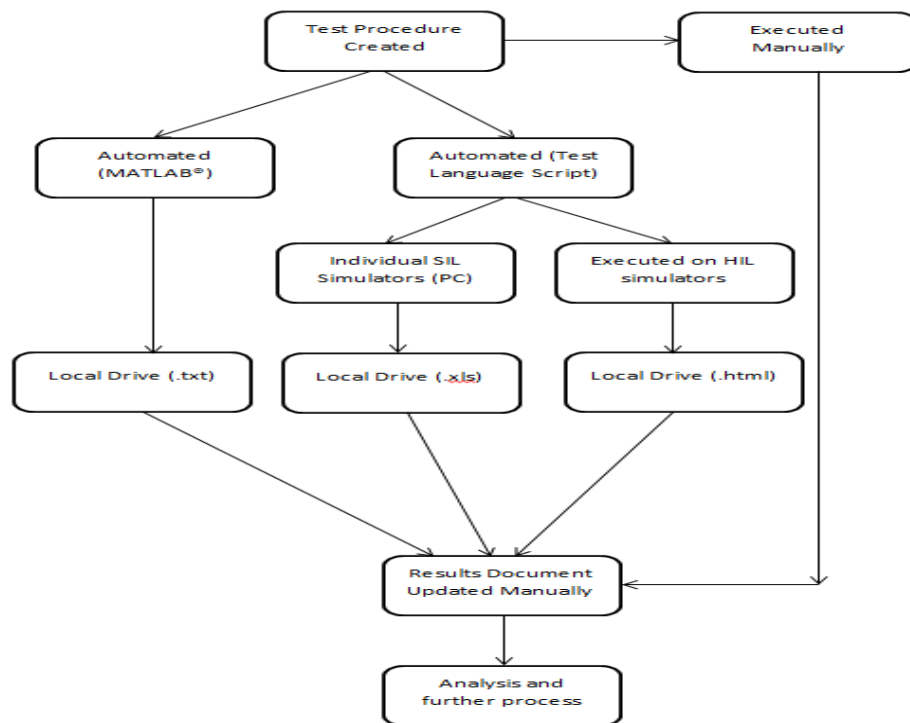 Test Procedure
Created
Executed
Manually
Automated
(MATLAB®)
Automated (Test
Language Script)
Individual SIL
Simulators (PC)
Executed on HIL
simulators
Local Drive (.txt)
Local Drive (.xls)
Local Drive (.html)
Results Document
Updated Manually
Analysis and
further process